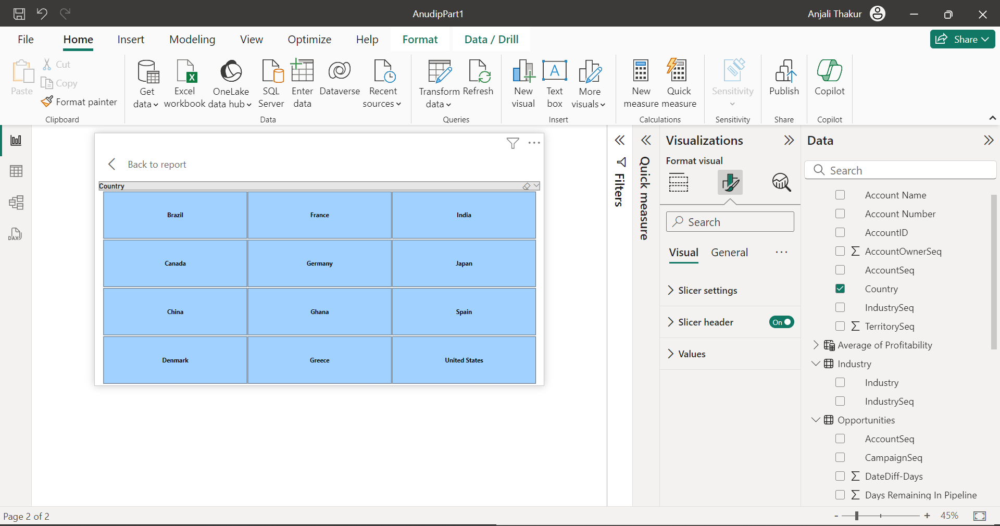 AnudipPart1
Anjali Thakur
File Home Insert Modeling View Optimize Help Format Data / Drill Share
Paste
Cut
Copy
Format painter
Clipboard
Get data
Excel workbook
OneLake data hub
SQL Server
Enter data
Dataverse
Recent sources
Data
Transform data
Refresh
Queries
New visual
A
Text box
More visuals
Insert
New measure
Quick measure
Calculations
Sensitivity
Sensitivity
Publish
Share
Copilot
Copilot
DAX
Back to report
Country
Brazil France India
Canada Germany Japan
China Ghana Spain
Denmark Greece United States
Filters
Quick measure
Visualizations
Format visual
Search
Visual General
Slicer settings
Slicer header On
Values
Data
Search
Account Name
Account Number
AccountID
∑ AccountOwnerSeq
AccountSeq
Country
IndustrySeq
∑ TerritorySeq
Average of Profitability
Industry
Industry
IndustrySeq
Opportunities
AccountSeq
CampaignSeq
∑ DateDiff-Days
∑ Days Remaining In Pipeline
Page 2 of 2
- + 45%